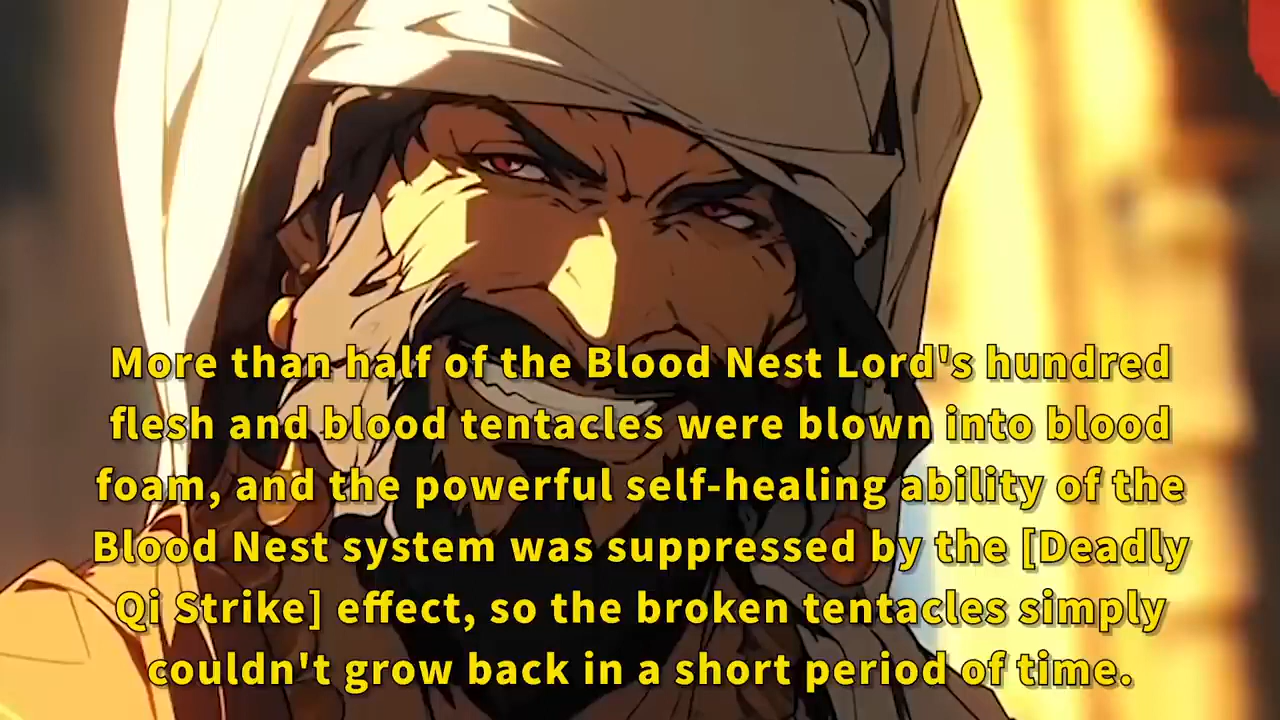 More than half of the Blood Nest Lord's hundred
flesh and blood tentacles were blown into blood
foam, and the powerful self-healing ability of the
Blood Nest system was suppressed by the [Deadly
Qi Strike] effect, so the broken tentacles simply
couldn't grow back in a short period of time.